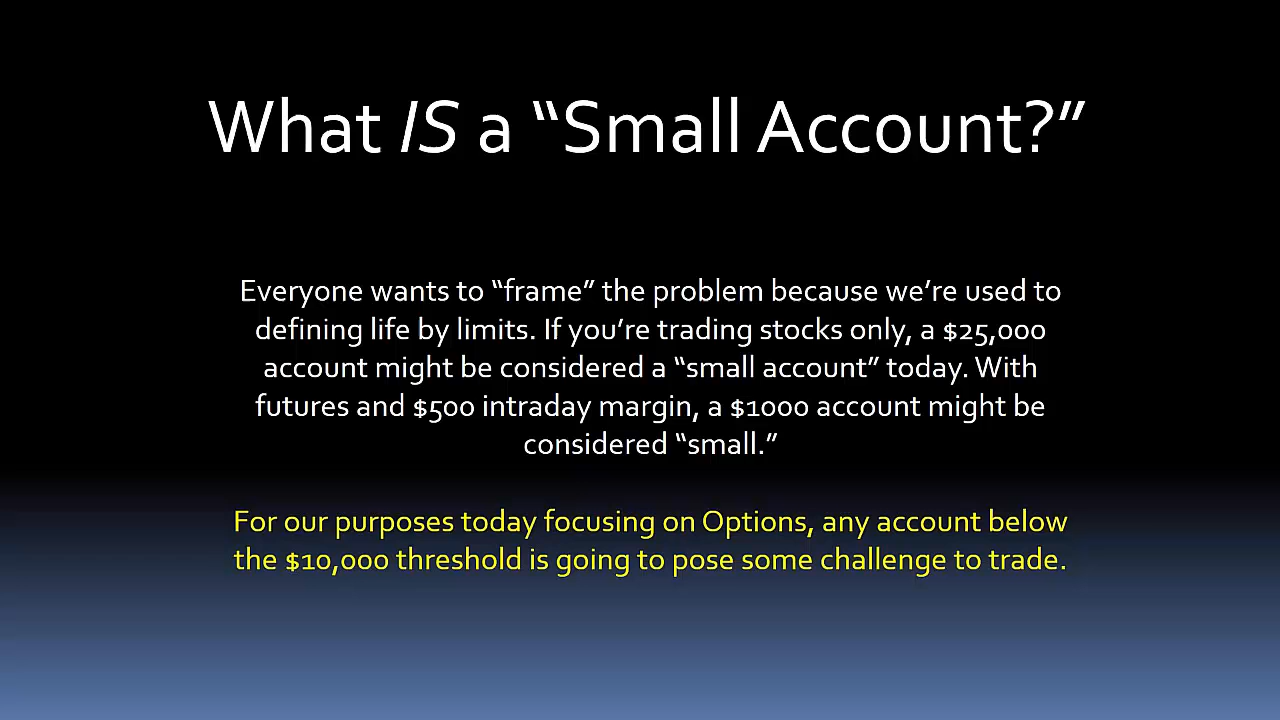 What IS a “Small Account?”
Everyone wants to “frame” the problem because we’re used to
defining life by limits. If you’re trading stocks only, a $25,000
account might be considered a “small account” today. With
futures and $500 intraday margin, a $1000 account might be
considered “small.”
For our purposes today focusing on Options, any account below
the $10,000 threshold is going to pose some challenge to trade.